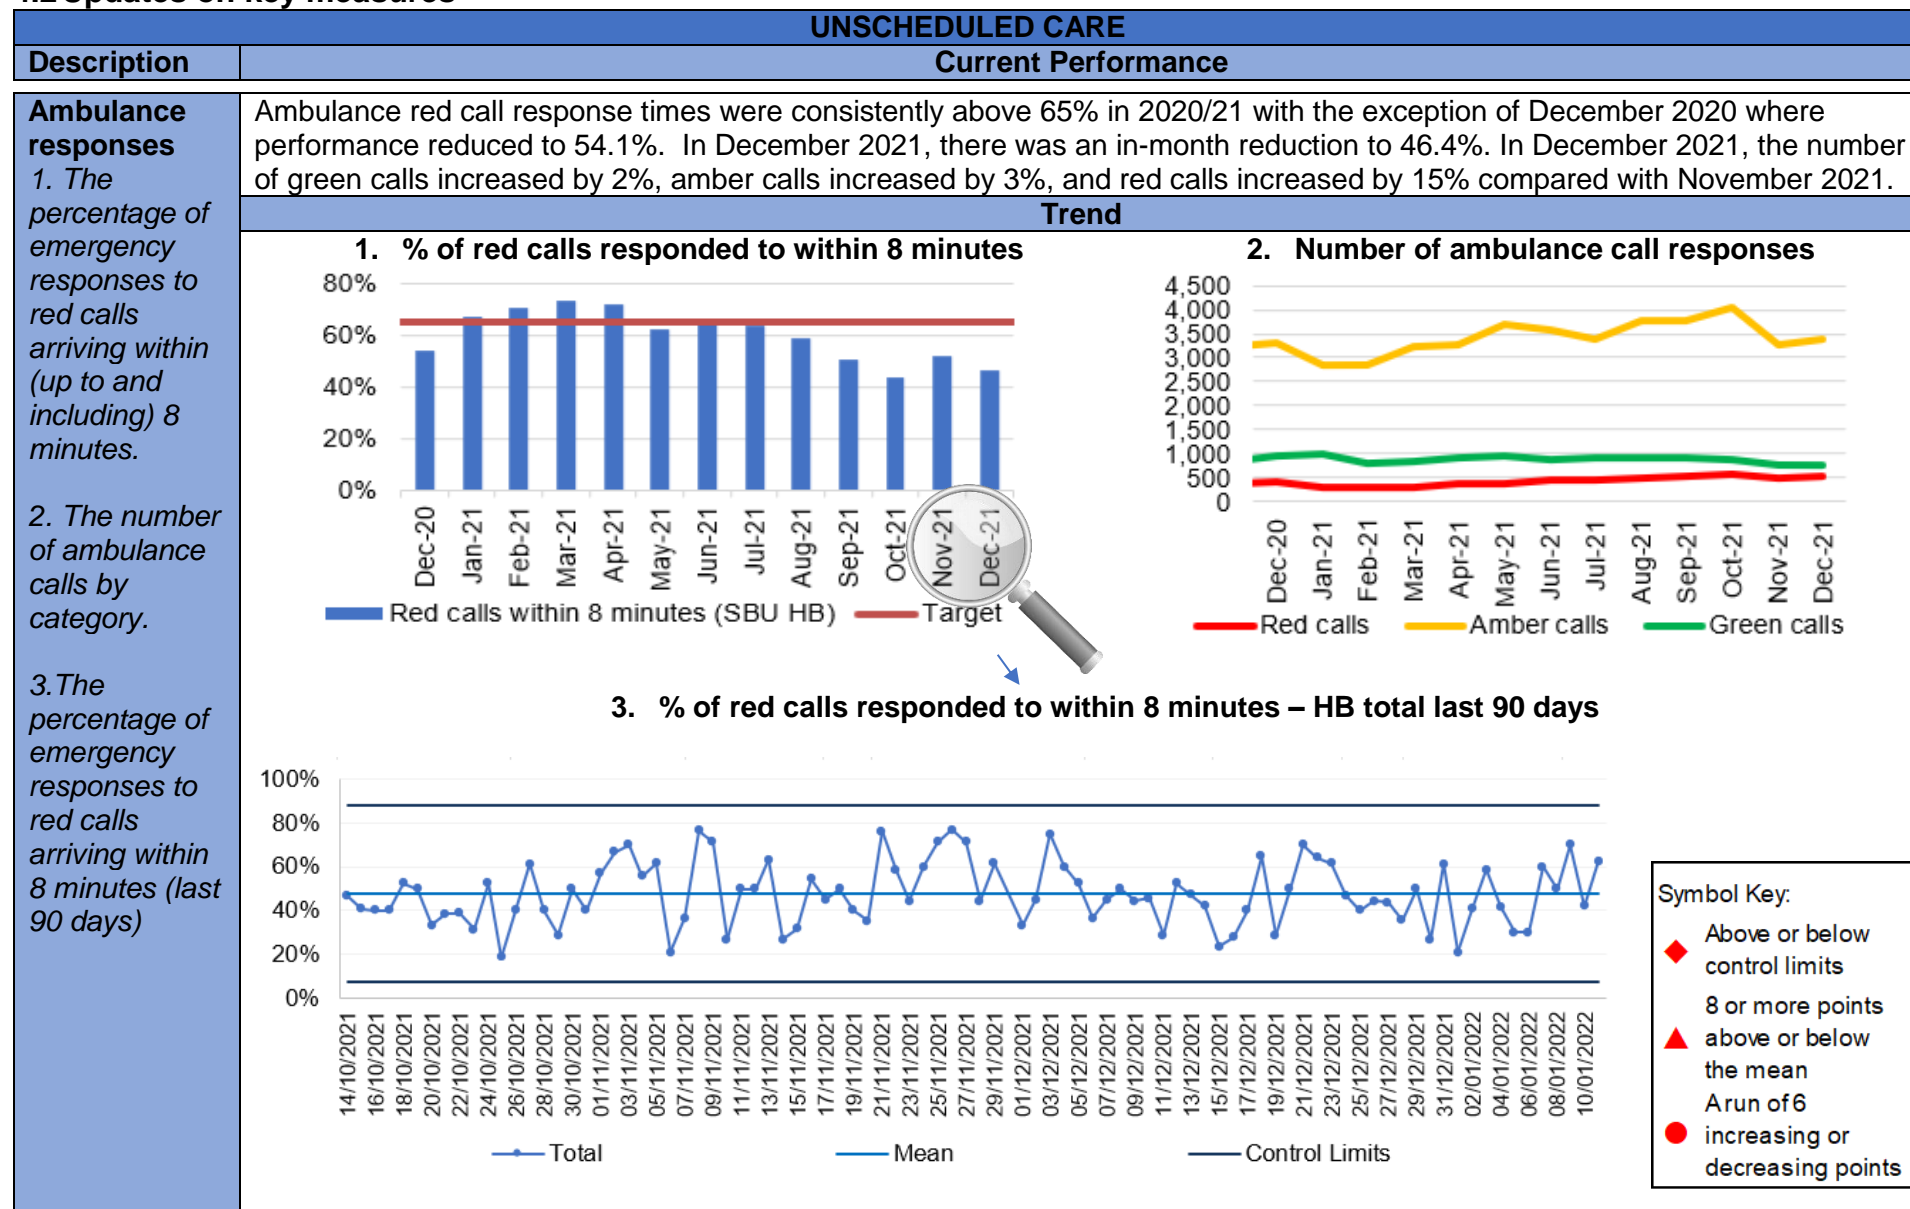 UNSCHEDULED CARE
Description
Current Performance
Ambulance
responses
1. The
percentage of
emergency
responses to
red calls
arriving within
(up to and
including) 8
minutes.
2. The number
of ambulance
calls by
category.
3.The
percentage of
emergency
responses to
red calls
arriving within
8 minutes (last
90 days)
Ambulance red call response times were consistently above 65% in 2020/21 with the exception of December 2020 where
performance reduced to 54.1%. In December 2021, there was an in-month reduction to 46.4%. In December 2021, the number
of green calls increased by 2%, amber calls increased by 3%, and red calls increased by 15% compared with November 2021.
Trend
1. % of red calls responded to within 8 minutes
80%
60%
40%
20%
0%
Dec-20
Jan-21
Feb-21
Mar-21
Apr-21
May-21
Jun-21
Jul-21
Aug-21
Sep-21
Oct-21
Nov-21
Dec-21
Red calls within 8 minutes (SBU HB)
Target
2. Number of ambulance call responses
4,500
4,000
3,500
3,000
2,500
2,000
1,500
1,000
500
0
Dec-20
Jan-21
Feb-21
Mar-21
Apr-21
May-21
Jun-21
Jul-21
Aug-21
Sep-21
Oct-21
Nov-21
Dec-21
Red calls
Amber calls
Green calls
3. % of red calls responded to within 8 minutes – HB total last 90 days
100%
80%
60%
40%
20%
0%
14/10/2021
16/10/2021
18/10/2021
20/10/2021
22/10/2021
24/10/2021
26/10/2021
28/10/2021
30/10/2021
01/11/2021
03/11/2021
05/11/2021
07/11/2021
09/11/2021
11/11/2021
13/11/2021
15/11/2021
17/11/2021
19/11/2021
21/11/2021
23/11/2021
25/11/2021
27/11/2021
29/11/2021
01/12/2021
03/12/2021
05/12/2021
07/12/2021
09/12/2021
11/12/2021
13/12/2021
15/12/2021
17/12/2021
19/12/2021
21/12/2021
23/12/2021
25/12/2021
27/12/2021
29/12/2021
31/12/2021
02/01/2022
04/01/2022
06/01/2022
08/01/2022
10/01/2022
Total
Mean
Control Limits
Symbol Key:
Above or below
control limits
8 or more points
above or below
the mean
A run of 6
increasing or
decreasing points